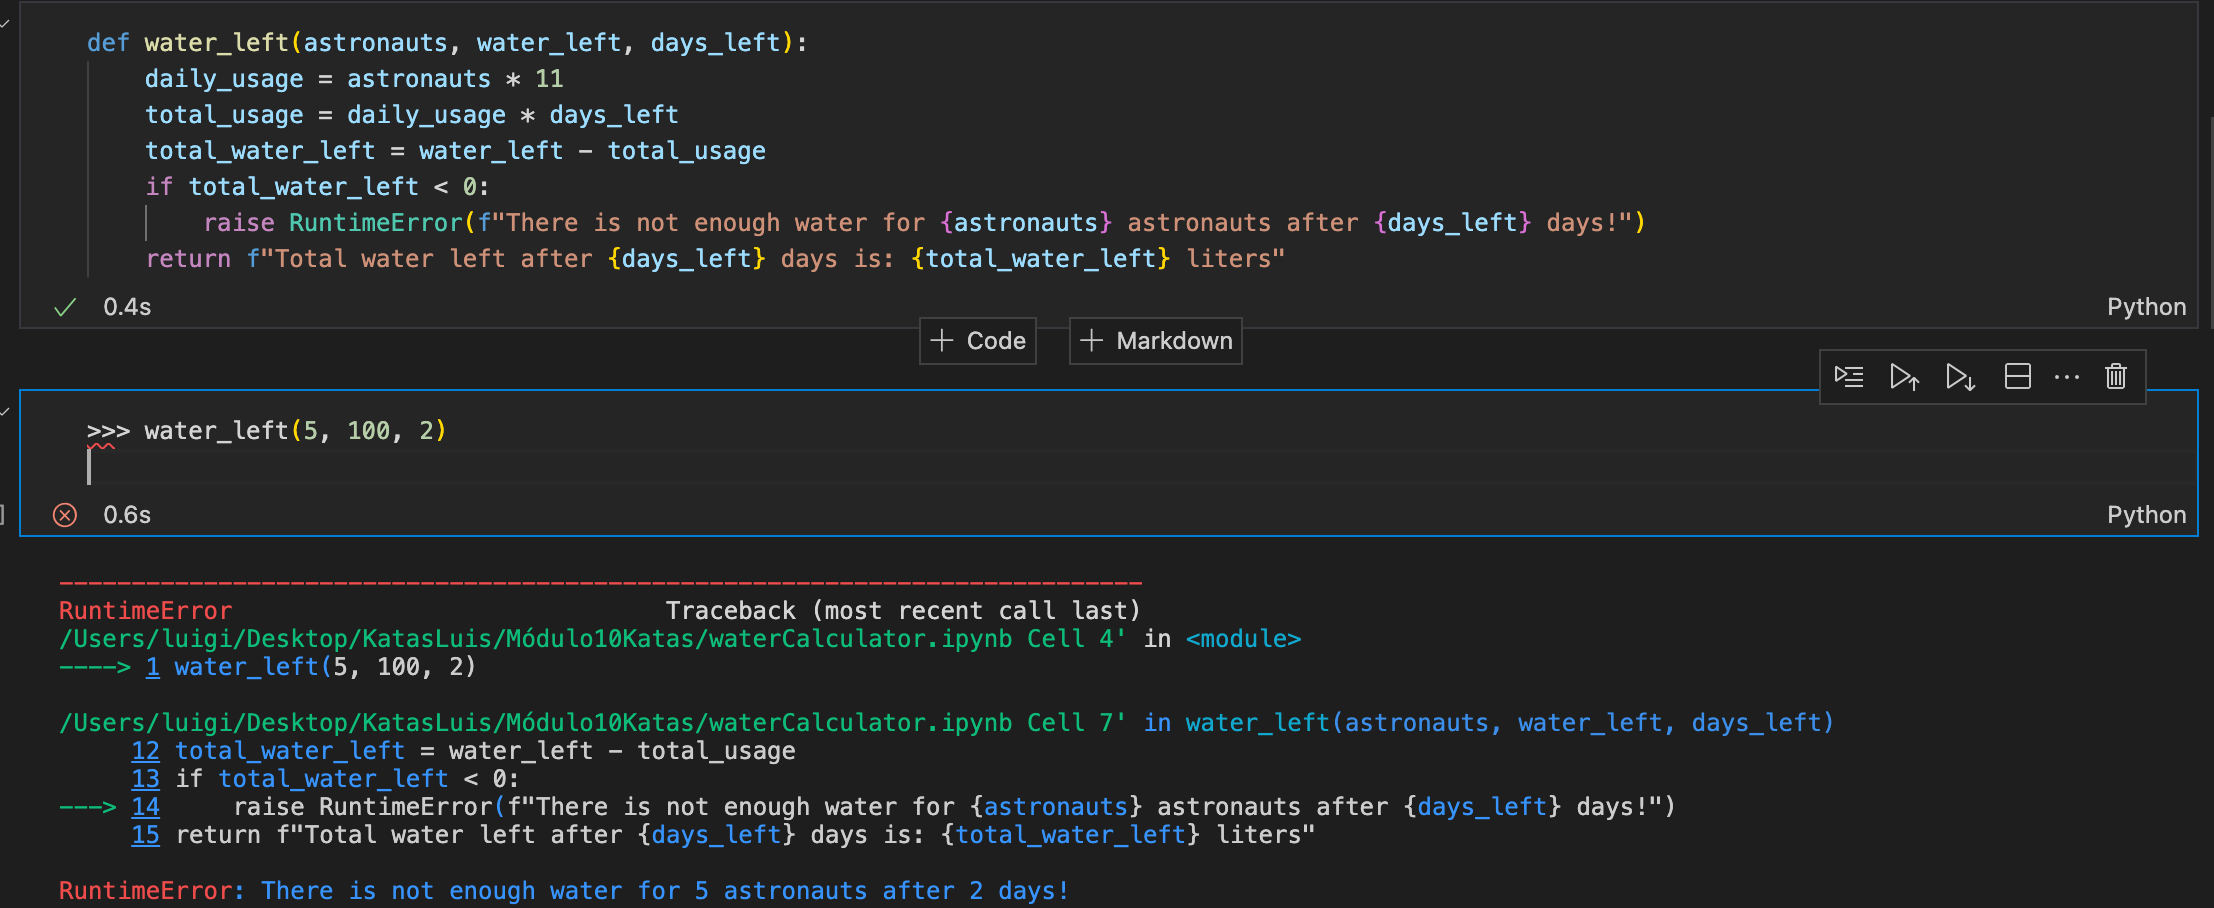 def water_left(astronauts, water_left, days_left):
    daily_usage = astronauts * 11
    total_usage = daily_usage * days_left
    total_water_left = water_left - total_usage
    if total_water_left < 0:
        raise RuntimeError(f"There is not enough water for {astronauts} astronauts after {days_left} days!")
    return f"Total water left after {days_left} days is: {total_water_left} liters"
0.4s Python
+ Code + Markdown
>>> water_left(5, 100, 2)
0.6s Python
---------------------------------------------------------------------------
RuntimeError                              Traceback (most recent call last)
/Users/luigi/Desktop/KatasLuis/Módulo10Katas/waterCalculator.ipynb Cell 4' in <module>
----> 1 water_left(5, 100, 2)
/Users/luigi/Desktop/KatasLuis/Módulo10Katas/waterCalculator.ipynb Cell 7' in water_left(astronauts, water_left, days_left)
     12 total_water_left = water_left - total_usage
     13 if total_water_left < 0:
---> 14     raise RuntimeError(f"There is not enough water for {astronauts} astronauts after {days_left} days!")
     15 return f"Total water left after {days_left} days is: {total_water_left} liters"
RuntimeError: There is not enough water for 5 astronauts after 2 days!